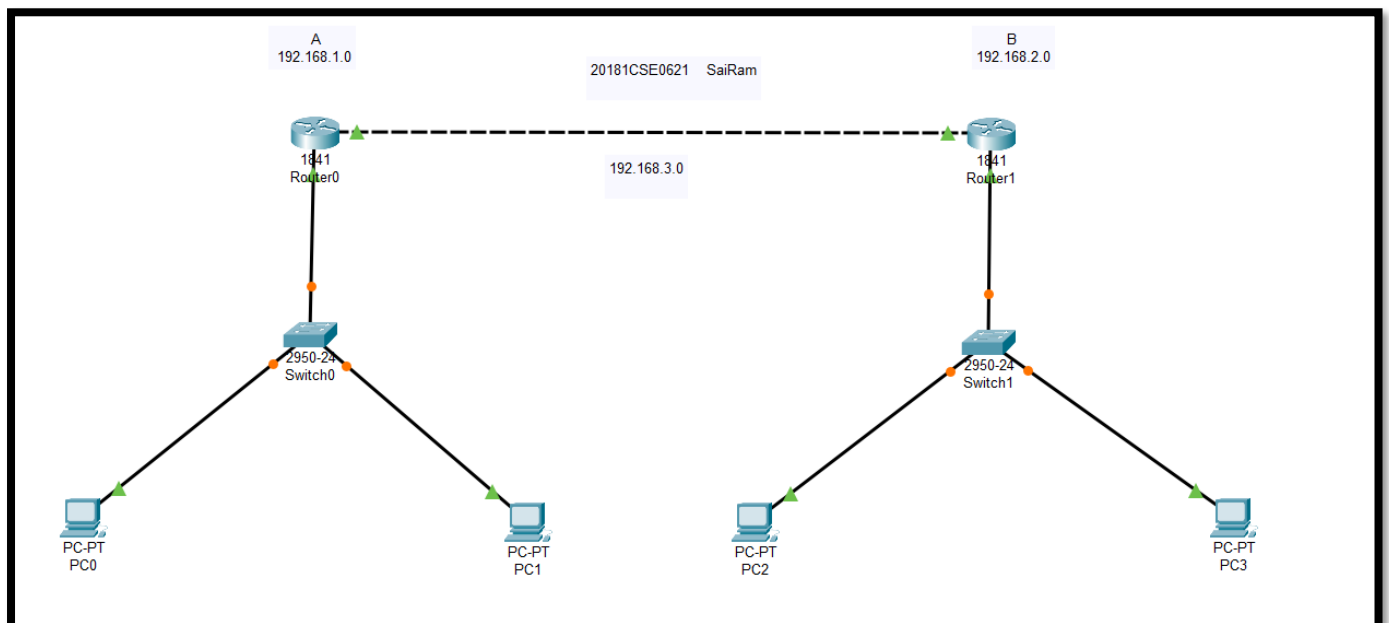 A
192.168.1.0
B
192.168.2.0
20181CSE0621 SaiRam
1841
Router0
192.168.3.0
1841
Router1
2950-24
Switch0
2950-24
Switch1
PC-PT
PC0
PC-PT
PC1
PC-PT
PC2
PC-PT
PC3